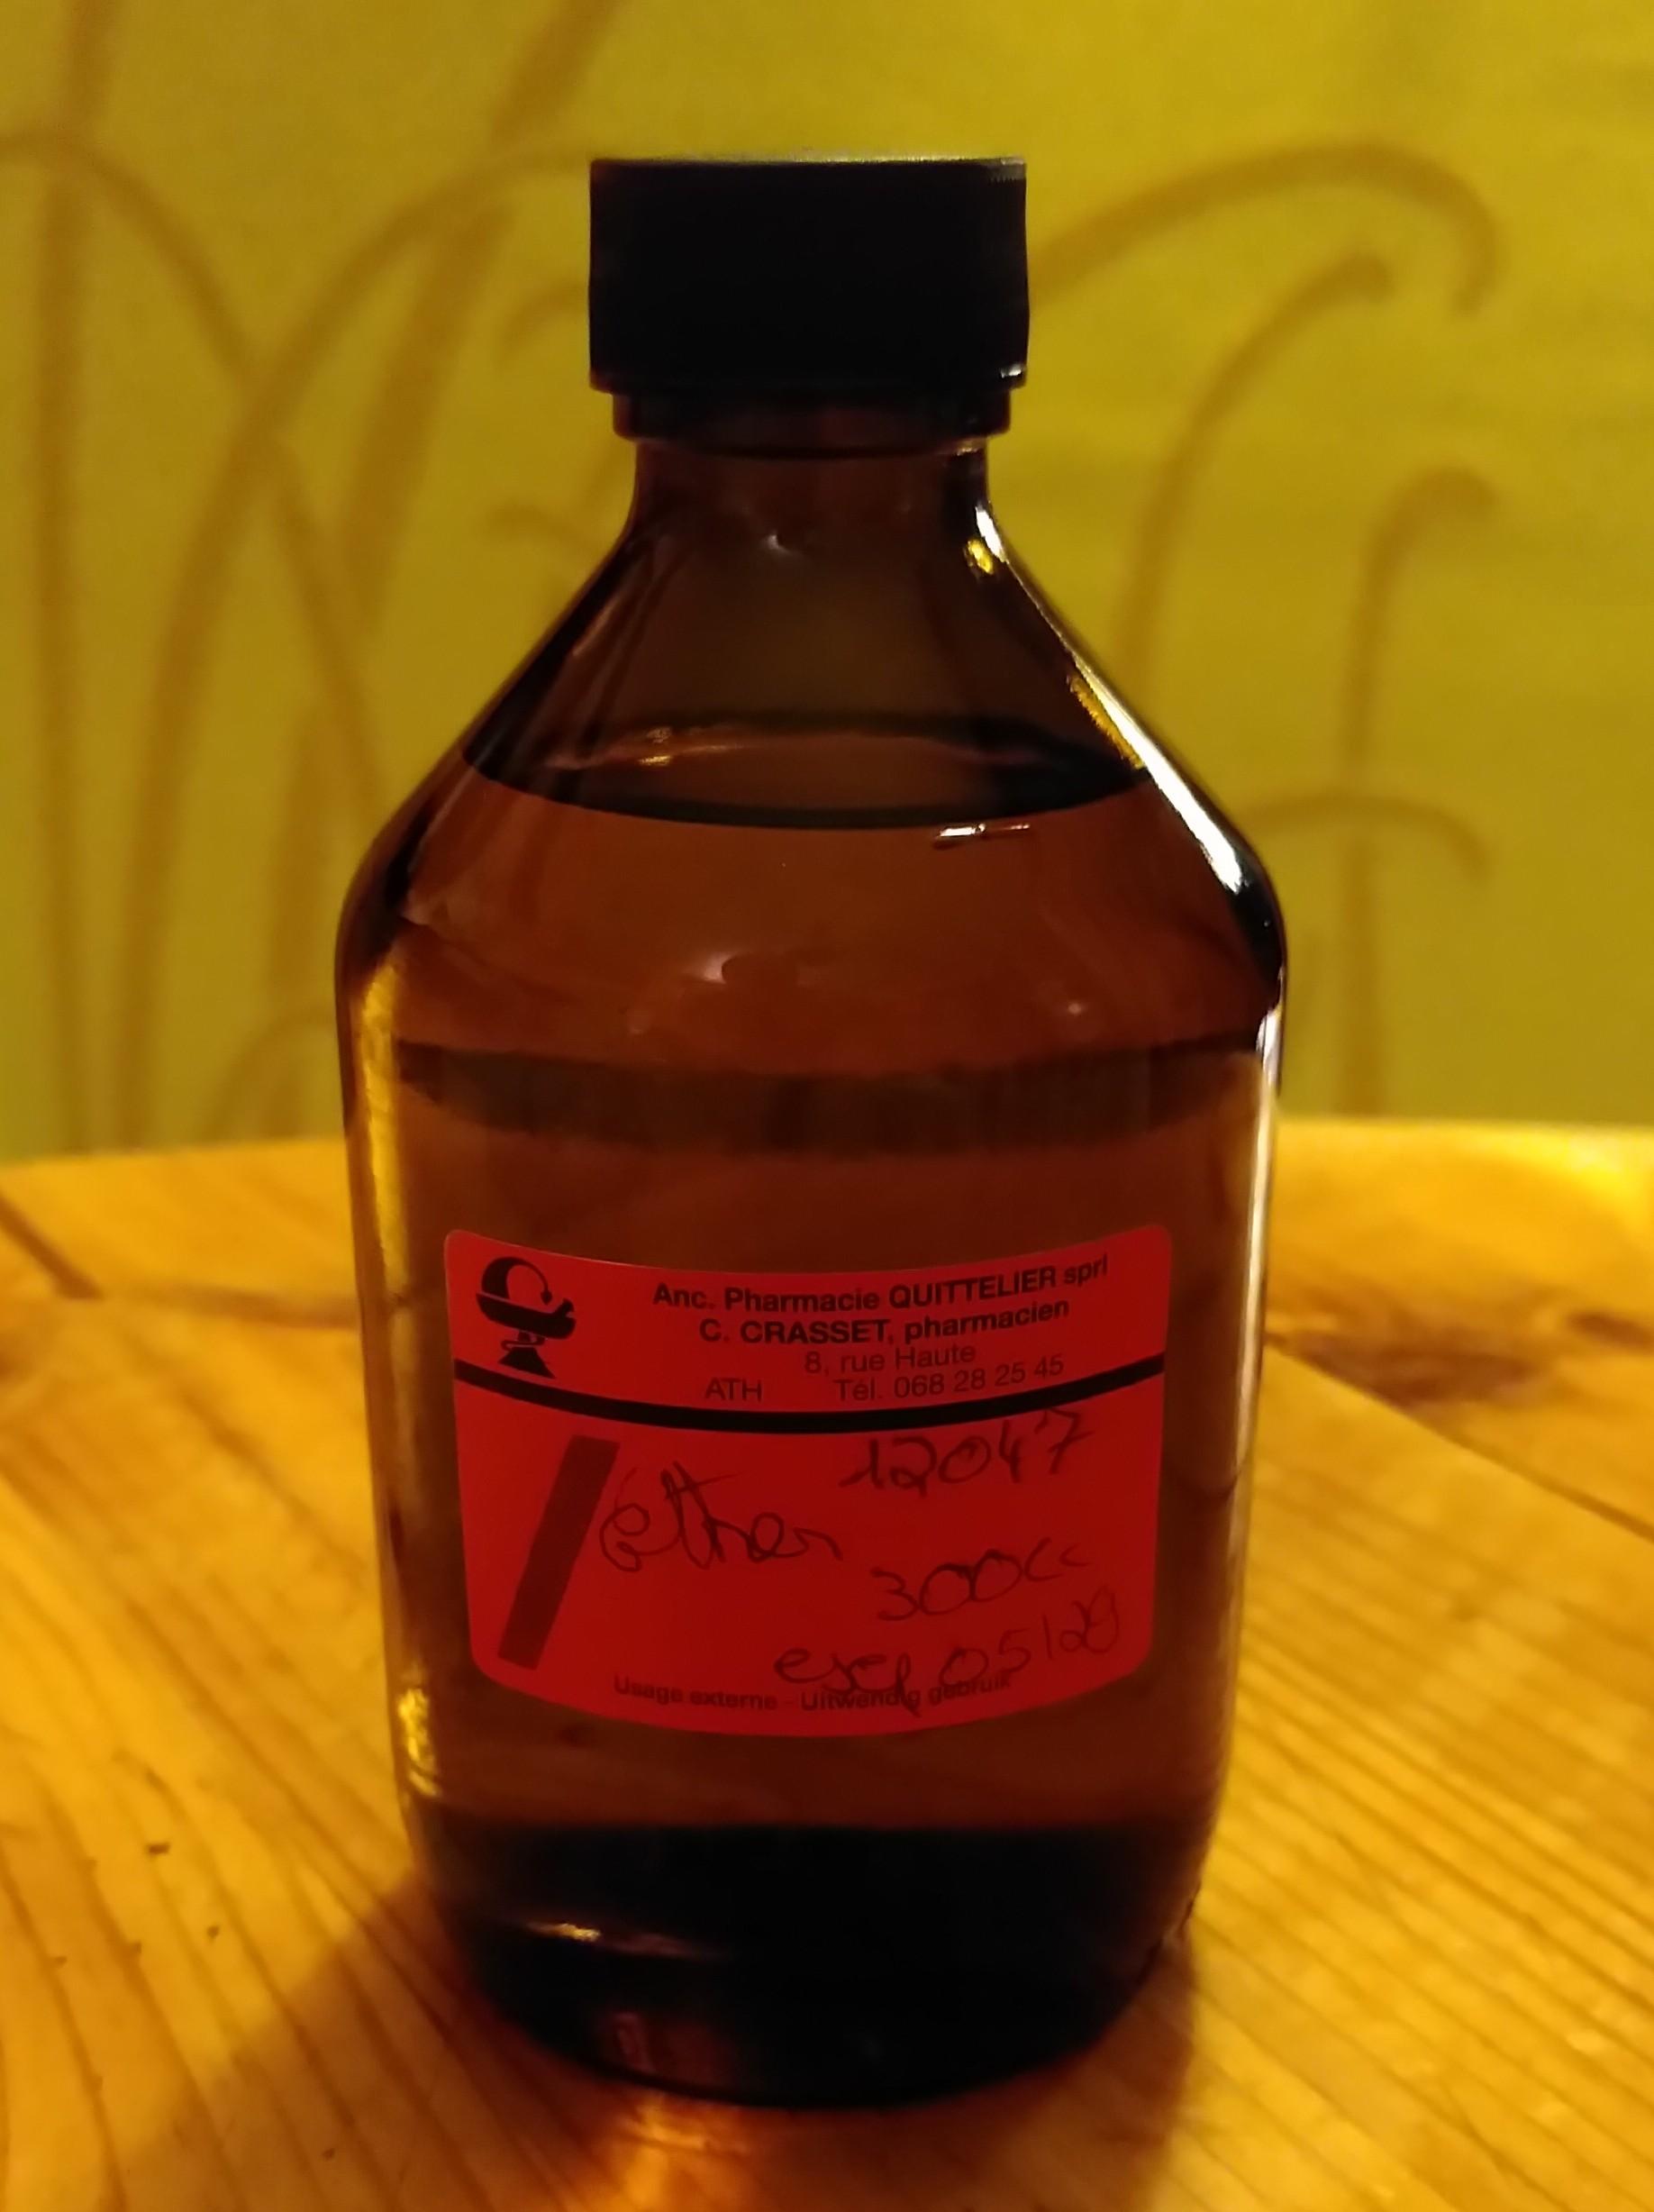 Anc. Pharmacie QUITTELIER sprl
C. CRASSET, pharmacien
8, rue Haute
ATH Tél. 068 28 25 45
12047
éther
300cc
exp 05/29
Usage externe - Uitwendig gebruik